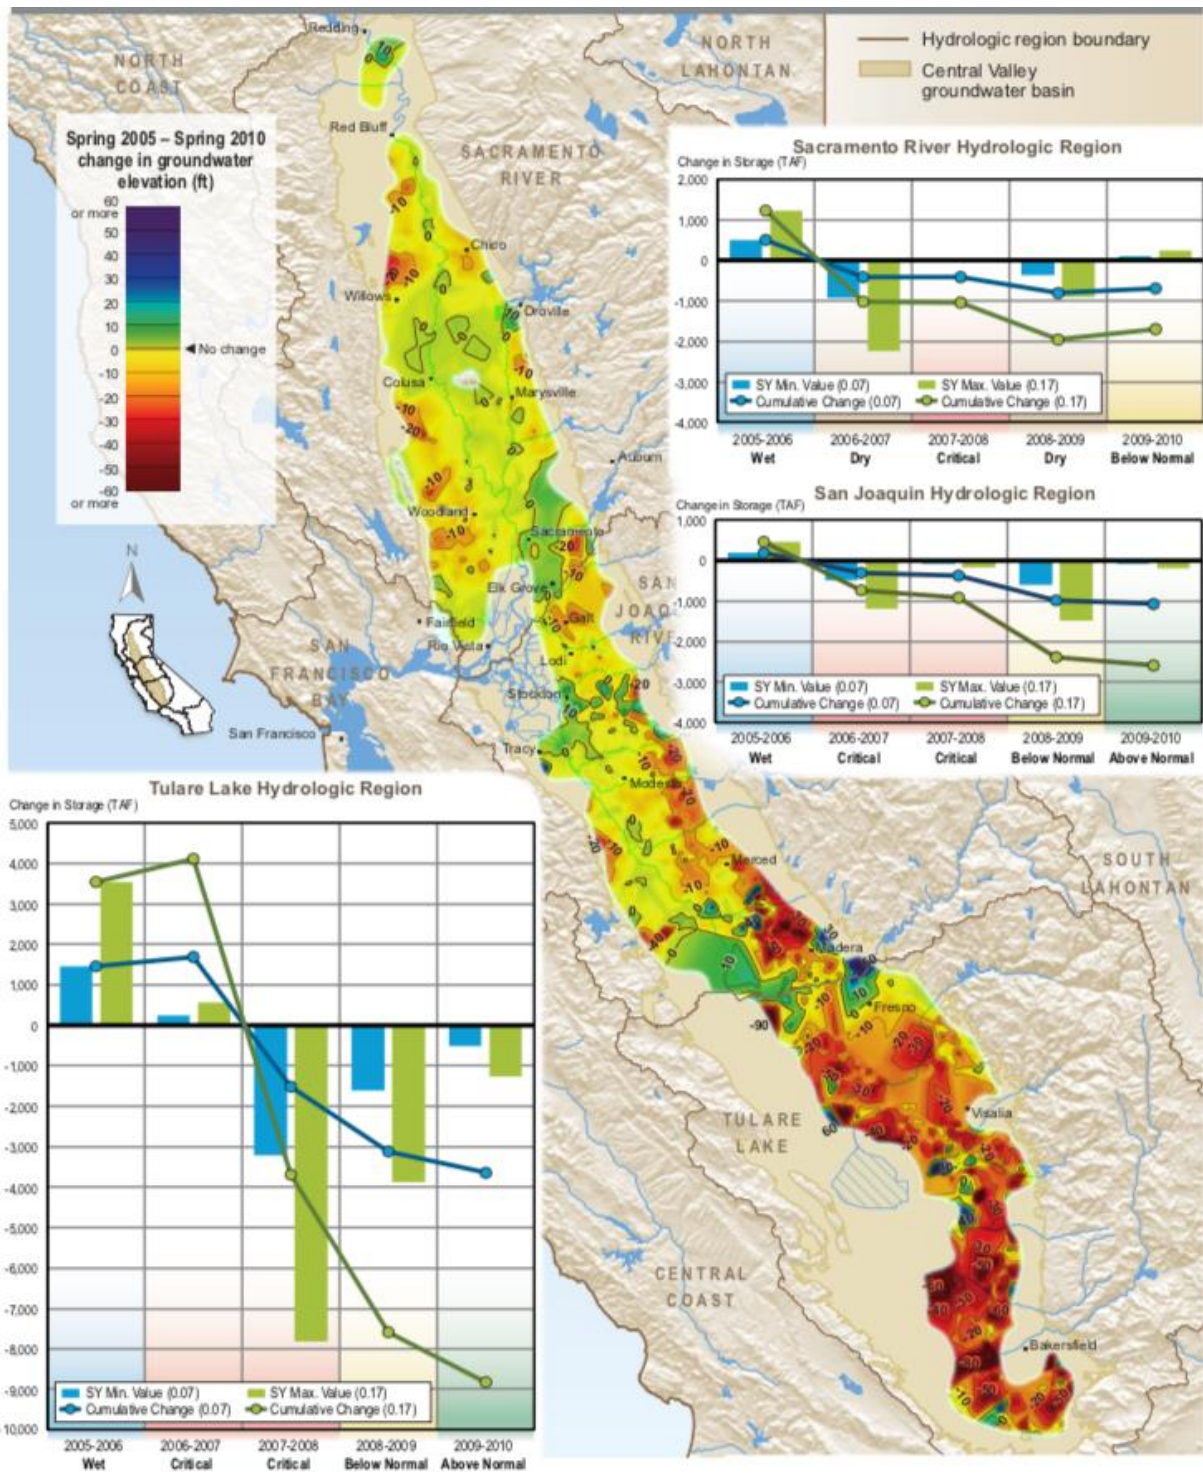 Redding
NORTH
COAST
NORTH
LAHONTAN
Hydrologic region boundary
Central Valley
groundwater basin
Spring 2005 – Spring 2010
change in groundwater
elevation (ft)
60
or more
50
40
30
20
10
0
-10
-20
-30
-40
-50
-60
or more
No change
Red Bluff
SACRAMENTO
RIVER
Chico
Willows
Oroville
Colusa
Marysville
Auburn
Woodland
Sacramento
Elk Grove
Fairfield
Galt
Rio Vista
Lodi
Stockton
SAN
FRANCISCO
BAY
San Francisco
Tracy
Modesto
N
SAN
JOAQ
RIVE
Sacramento River Hydrologic Region
Change in Storage (TAF)
2,000
1,000
0
-1,000
-2,000
-3,000
-4,000
SY Min. Value (0.07)
SY Max. Value (0.17)
Cumulative Change (0.07)
Cumulative Change (0.17)
2005-2006 2006-2007 2007-2008 2008-2009 2009-2010
Wet Dry Critical Dry Below Normal
San Joaquin Hydrologic Region
Change in Storage (TAF)
1,000
0
-1,000
-2,000
-3,000
-4,000
SY Min. Value (0.07)
SY Max. Value (0.17)
Cumulative Change (0.07)
Cumulative Change (0.17)
2005-2006 2006-2007 2007-2008 2008-2009 2009-2010
Wet Critical Critical Below Normal Above Normal
Tulare Lake Hydrologic Region
Change in Storage (TAF)
5,000
4,000
3,000
2,000
1,000
0
-1,000
-2,000
-3,000
-4,000
-5,000
-6,000
-7,000
-8,000
-9,000
-10,000
SY Min. Value (0.07)
SY Max. Value (0.17)
Cumulative Change (0.07)
Cumulative Change (0.17)
2005-2006 2006-2007 2007-2008 2008-2009 2009-2010
Wet Critical Critical Below Normal Above Normal
Merced
SOUTH
LAHONTAN
Madera
Fresno
-90
TULARE
LAKE
Visalia
60
CENTRAL
COAST
Bakersfield